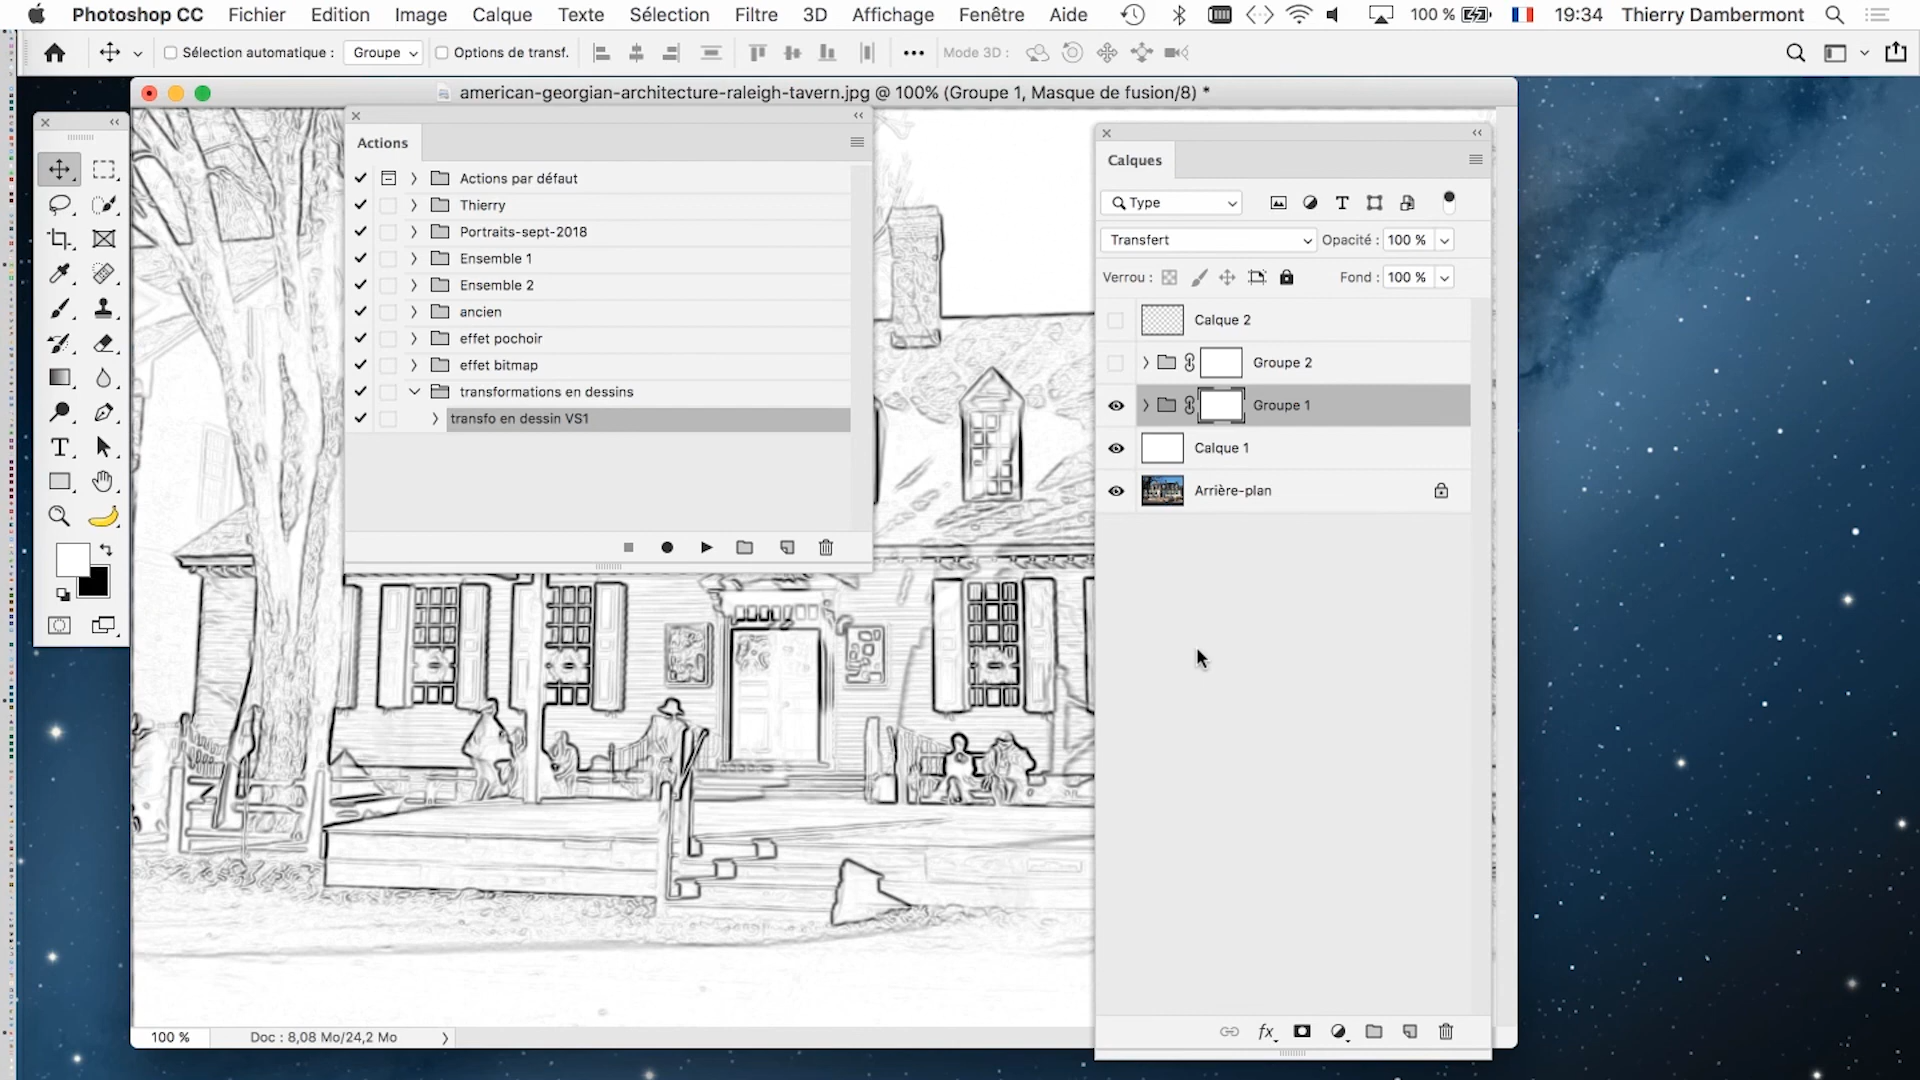 Photoshop CC Fichier Edition Image Calque Texte Sélection Filtre 3D Affichage Fenêtre Aide 100 % 19:34 Thierry Dambermont
Sélection automatique : Groupe Options de transf. Mode 3D :
american-georgian-architecture-raleigh-tavern.jpg @ 100% (Groupe 1, Masque de fusion/8) *
Actions
Actions par défaut
Thierry
Portraits-sept-2018
Ensemble 1
Ensemble 2
ancien
effet pochoir
effet bitmap
transformations en dessins
transfo en dessin VS1
Calques
Type
Transfert Opacité : 100 %
Verrou : Fond : 100 %
Calque 2
Groupe 2
Groupe 1
Calque 1
Arrière-plan
fx
100 % Doc : 8,08 Mo/24,2 Mo